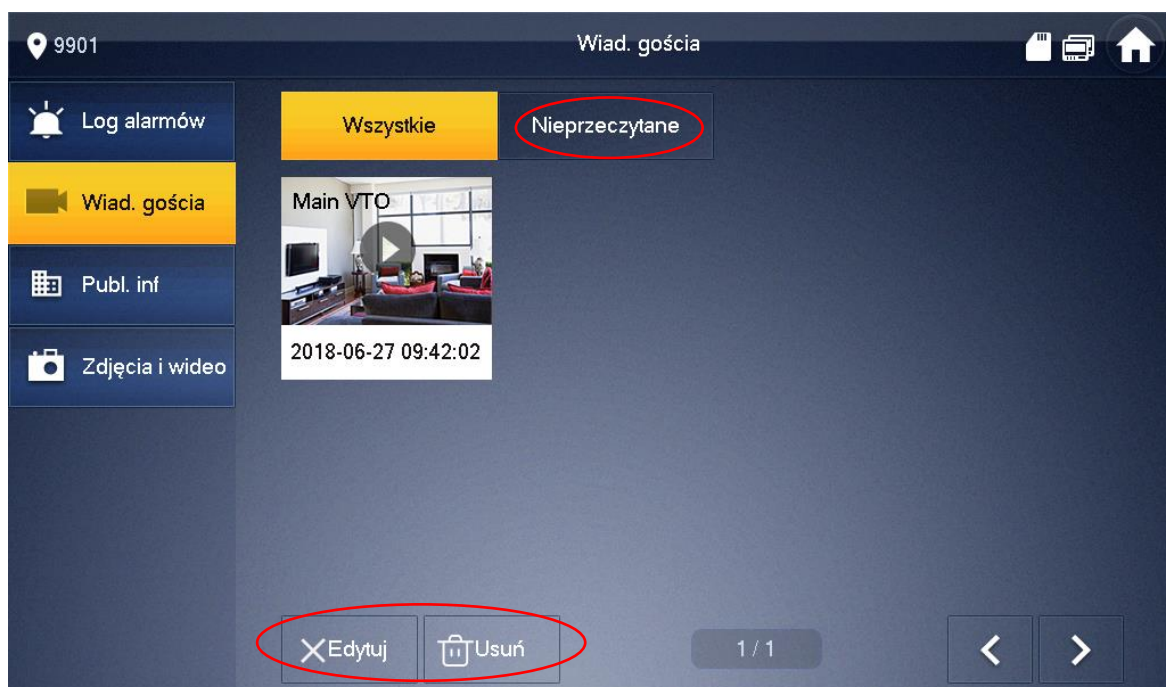 9901
Wiad. gościa
Log alarmów
Wszystkie
Nieprzeczytane
Wiad. gościa
Main VTO
Publ. inf
2018-06-27 09:42:02
Zdjęcia i wideo
Edytuj
Usuń
1 / 1